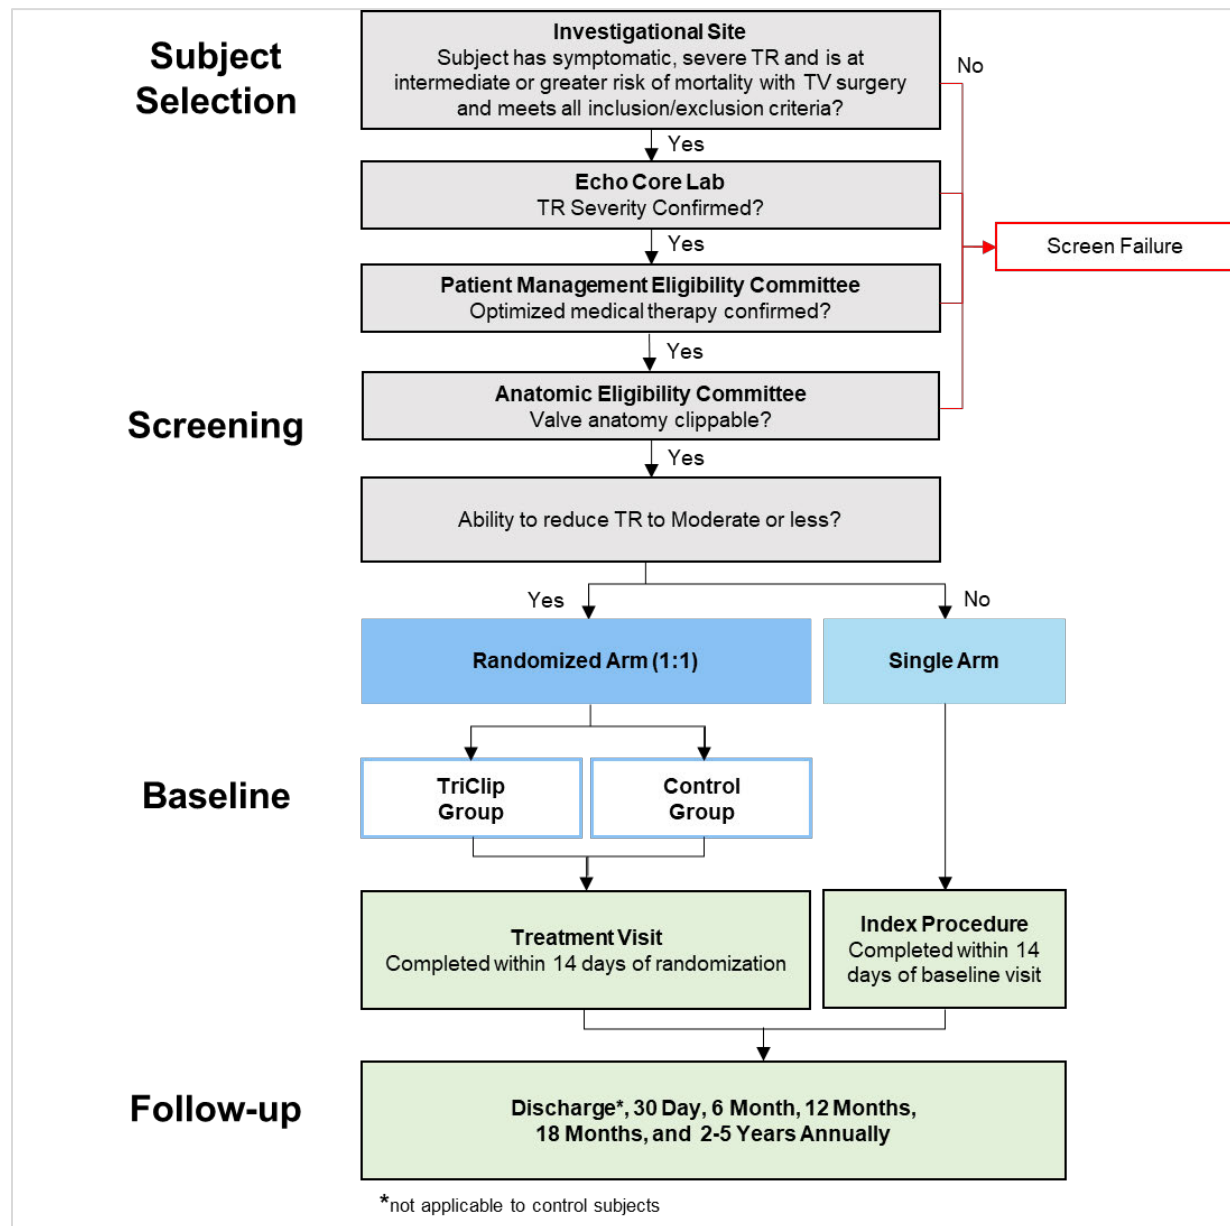 Subject
Selection
Investigational Site
Subject has symptomatic, severe TR and is at
intermediate or greater risk of mortality with TV surgery
and meets all inclusion/exclusion criteria?
No
Yes
Echo Core Lab
TR Severity Confirmed?
Yes
Screen Failure
Patient Management Eligibility Committee
Optimized medical therapy confirmed?
Yes
Screening
Anatomic Eligibility Committee
Valve anatomy clippable?
Yes
Ability to reduce TR to Moderate or less?
Yes
No
Randomized Arm (1:1)
Single Arm
Baseline
TriClip
Group
Control
Group
Treatment Visit
Completed within 14 days of randomization
Index Procedure
Completed within 14
days of baseline visit
Follow-up
Discharge*, 30 Day, 6 Month, 12 Months,
18 Months, and 2-5 Years Annually
*not applicable to control subjects